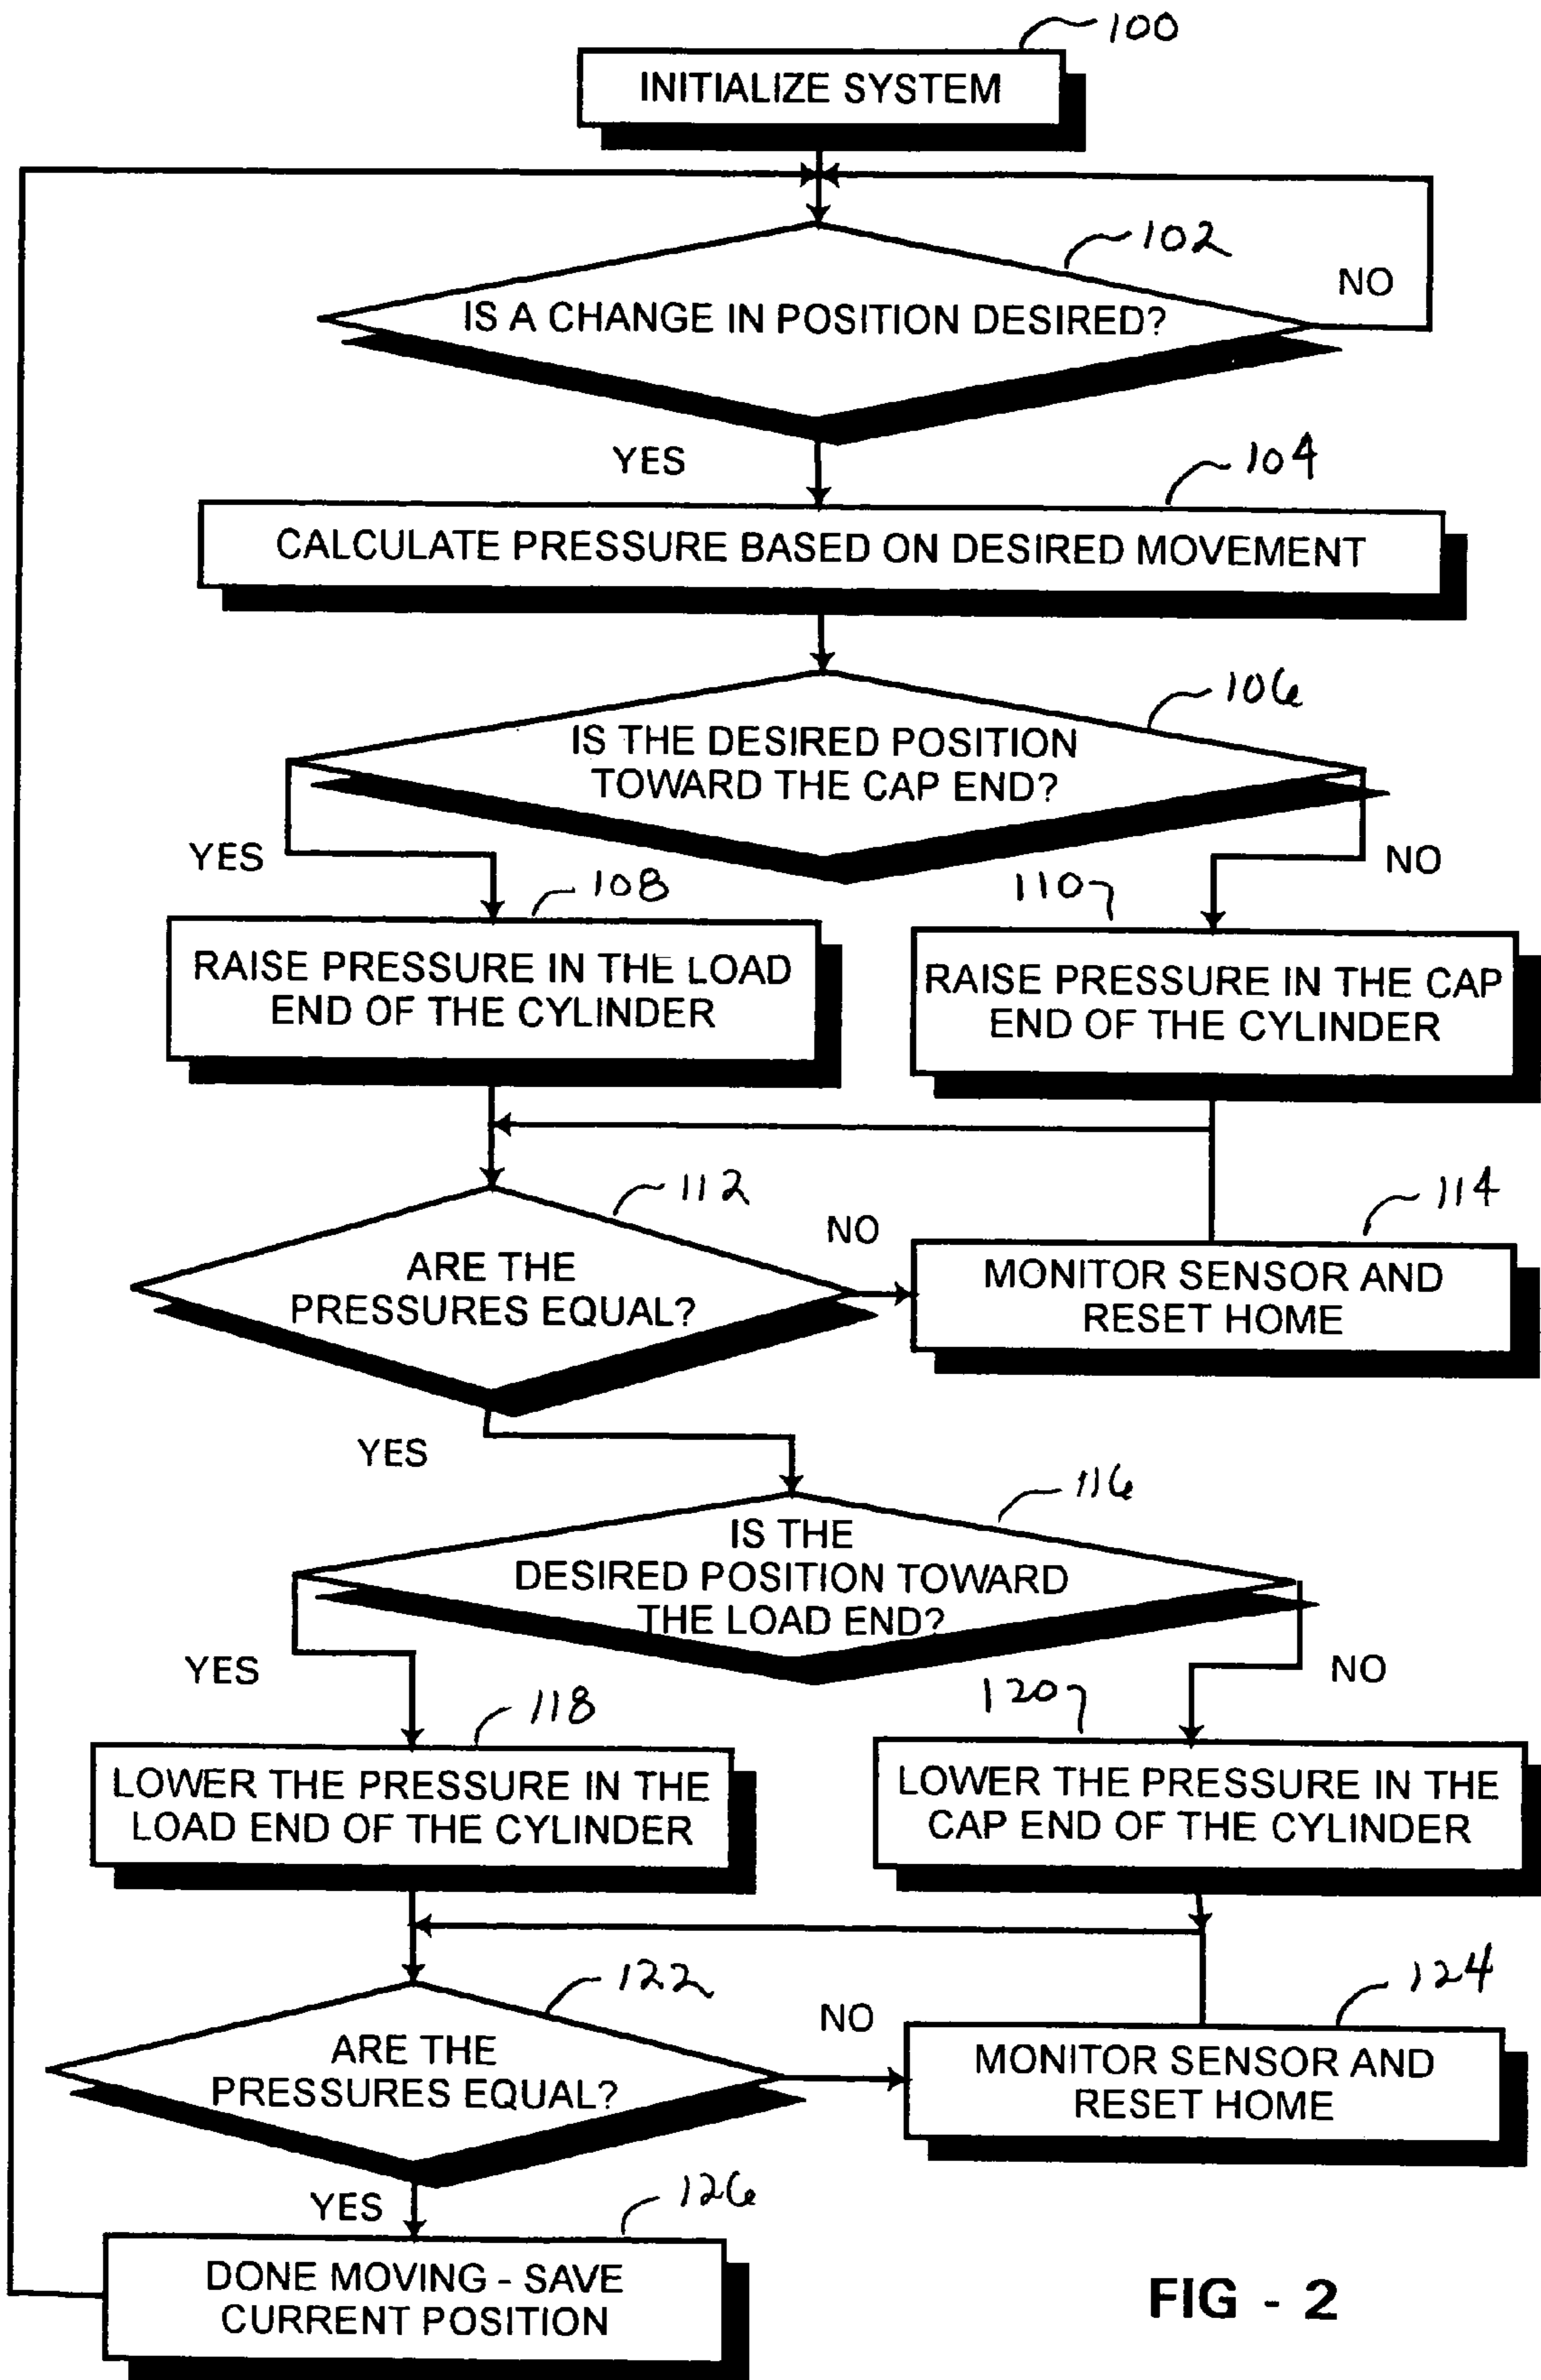 100
INITIALIZE SYSTEM
102
NO
IS A CHANGE IN POSITION DESIRED?
YES
104
CALCULATE PRESSURE BASED ON DESIRED MOVEMENT
106
IS THE DESIRED POSITION
TOWARD THE CAP END?
YES
NO
108
110
RAISE PRESSURE IN THE LOAD
END OF THE CYLINDER
RAISE PRESSURE IN THE CAP
END OF THE CYLINDER
112
NO
114
ARE THE
PRESSURES EQUAL?
MONITOR SENSOR AND
RESET HOME
YES
116
IS THE
DESIRED POSITION TOWARD
THE LOAD END?
YES
NO
118
120
LOWER THE PRESSURE IN THE
LOAD END OF THE CYLINDER
LOWER THE PRESSURE IN THE
CAP END OF THE CYLINDER
122
NO
124
ARE THE
PRESSURES EQUAL?
MONITOR SENSOR AND
RESET HOME
YES
126
DONE MOVING - SAVE
CURRENT POSITION
FIG - 2